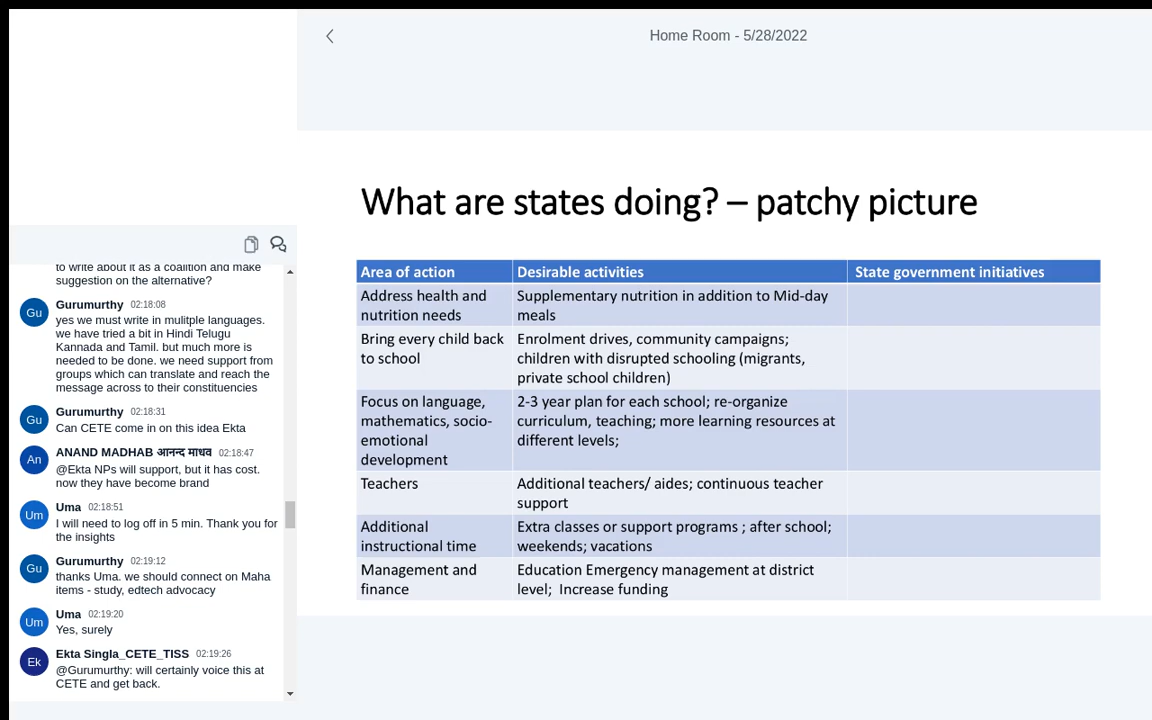 Home Room - 5/28/2022
to write about it as a coalition and make
suggestion on the alternative?
Gu
Gurumurthy 02:18:08
yes we must write in mulitple languages.
we have tried a bit in Hindi Telugu
Kannada and Tamil. but much more is
needed to be done. we need support from
groups which can translate and reach the
message across to their constituencies
Gu
Gurumurthy 02:18:31
Can CETE come in on this idea Ekta
An
ANAND MADHAB आनन्द माधव 02:18:47
@Ekta NPs will support, but it has cost.
now they have become brand
Um
Uma 02:18:51
I will need to log off in 5 min. Thank you for
the insights
Gu
Gurumurthy 02:19:12
thanks Uma. we should connect on Maha
items - study, edtech advocacy
Um
Uma 02:19:20
Yes, surely
Ek
Ekta Singla_CETE_TISS 02:19:26
@Gurumurthy: will certainly voice this at
CETE and get back.
What are states doing? – patchy picture
Area of action
Desirable activities
State government initiatives
Address health and
nutrition needs
Supplementary nutrition in addition to Mid-day
meals
Bring every child back
to school
Enrolment drives, community campaigns;
children with disrupted schooling (migrants,
private school children)
Focus on language,
mathematics, socio-
emotional
development
2-3 year plan for each school; re-organize
curriculum, teaching; more learning resources at
different levels;
Teachers
Additional teachers/ aides; continuous teacher
support
Additional
instructional time
Extra classes or support programs ; after school;
weekends; vacations
Management and
finance
Education Emergency management at district
level; Increase funding